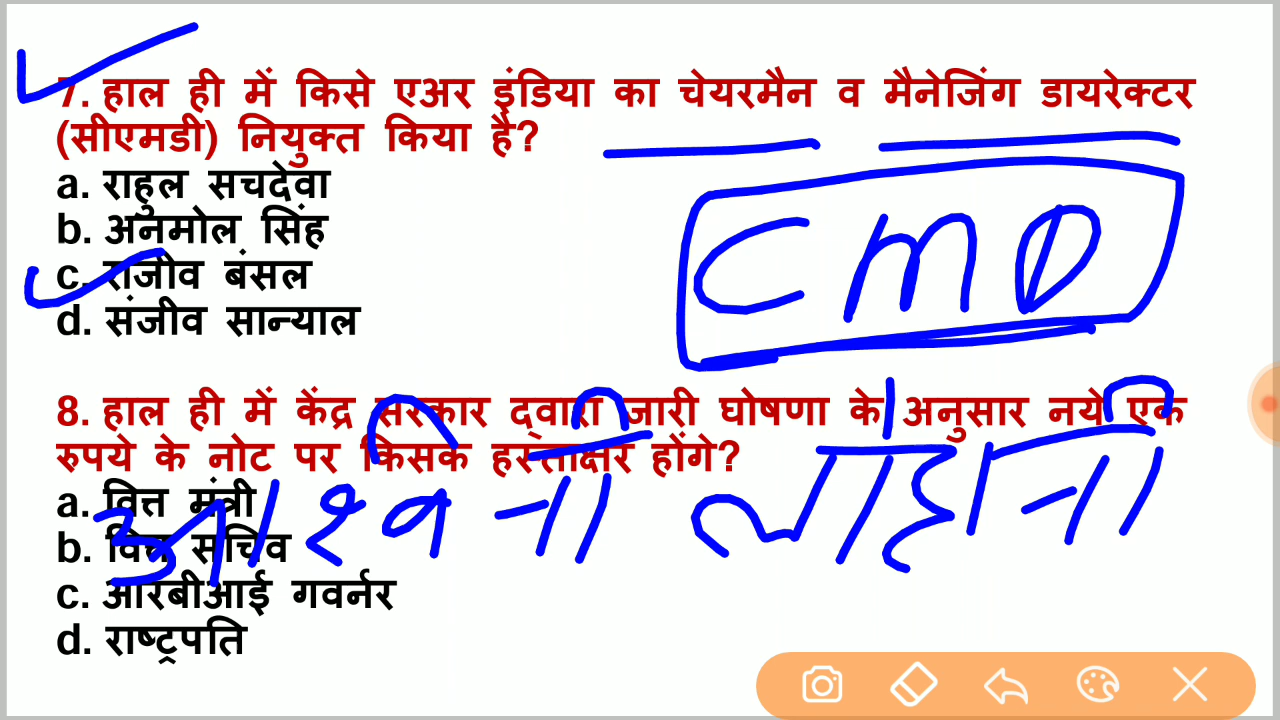 7. हाल ही में किसे एअर इंडिया का चेयरमैन व मैनेजिंग डायरेक्टर
(सीएमडी) नियुक्त किया है?
a. राहुल सचदेवा
b. अनमोल सिंह
c. राजीव बंसल
d. संजीव सान्याल
CMD
8. हाल ही में केंद्र सरकार द्वारा जारी घोषणा के अनुसार नये एक
रुपये के नोट पर किसके हस्ताक्षर होंगे?
a. वित्त मंत्री
b. वित्त सचिव
c. आरबीआई गवर्नर
d. राष्ट्रपति
अश्विनी लोहानी